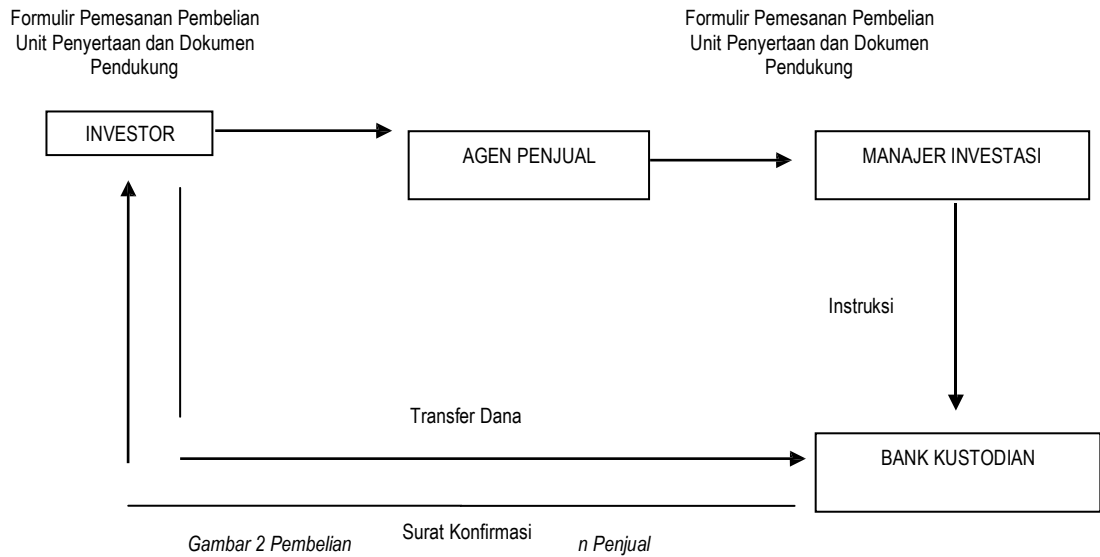 Formulir Pemesanan Pembelian
Unit Penyertaan dan Dokumen
Pendukung
Formulir Pemesanan Pembelian
Unit Penyertaan dan Dokumen
Pendukung
INVESTOR
AGEN PENJUAL
MANAJER INVESTASI
Instruksi
Transfer Dana
BANK KUSTODIAN
Surat Konfirmasi
Gambar 2 Pembelian n Penjual